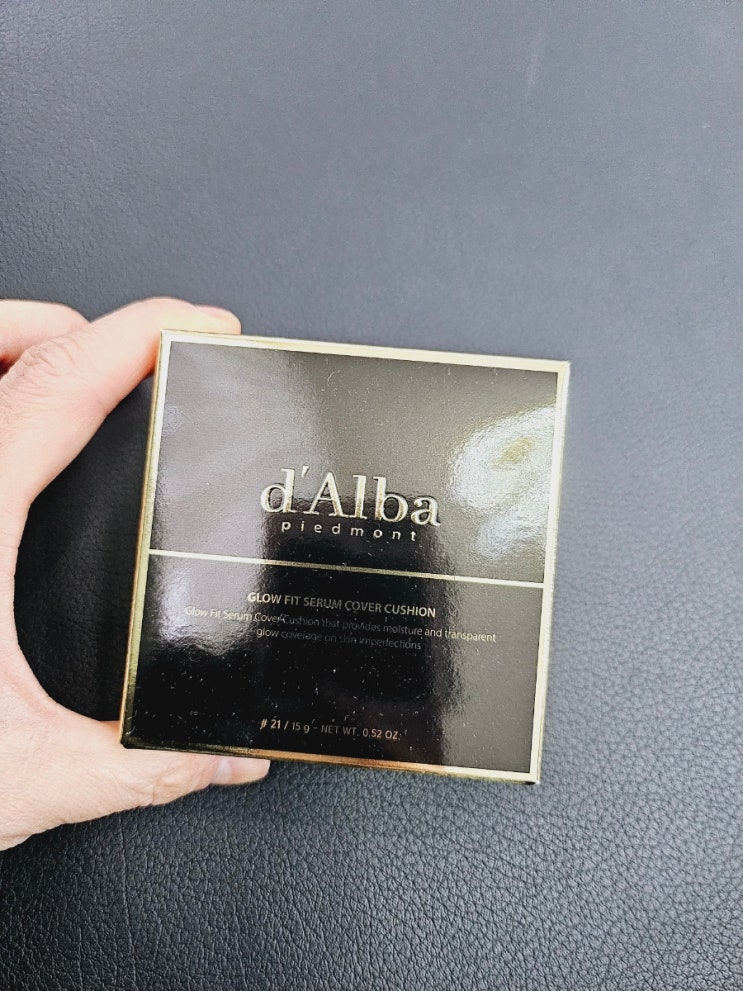 d'Alba
piedmont
GLOW FIT SERUM COVER CUSHION
Glow Fit Serum Cover Cushion that provides moisture and transparent
glow coverage on skin imperfections
# 21 / 15 g - NET WT. 0.52 OZ.